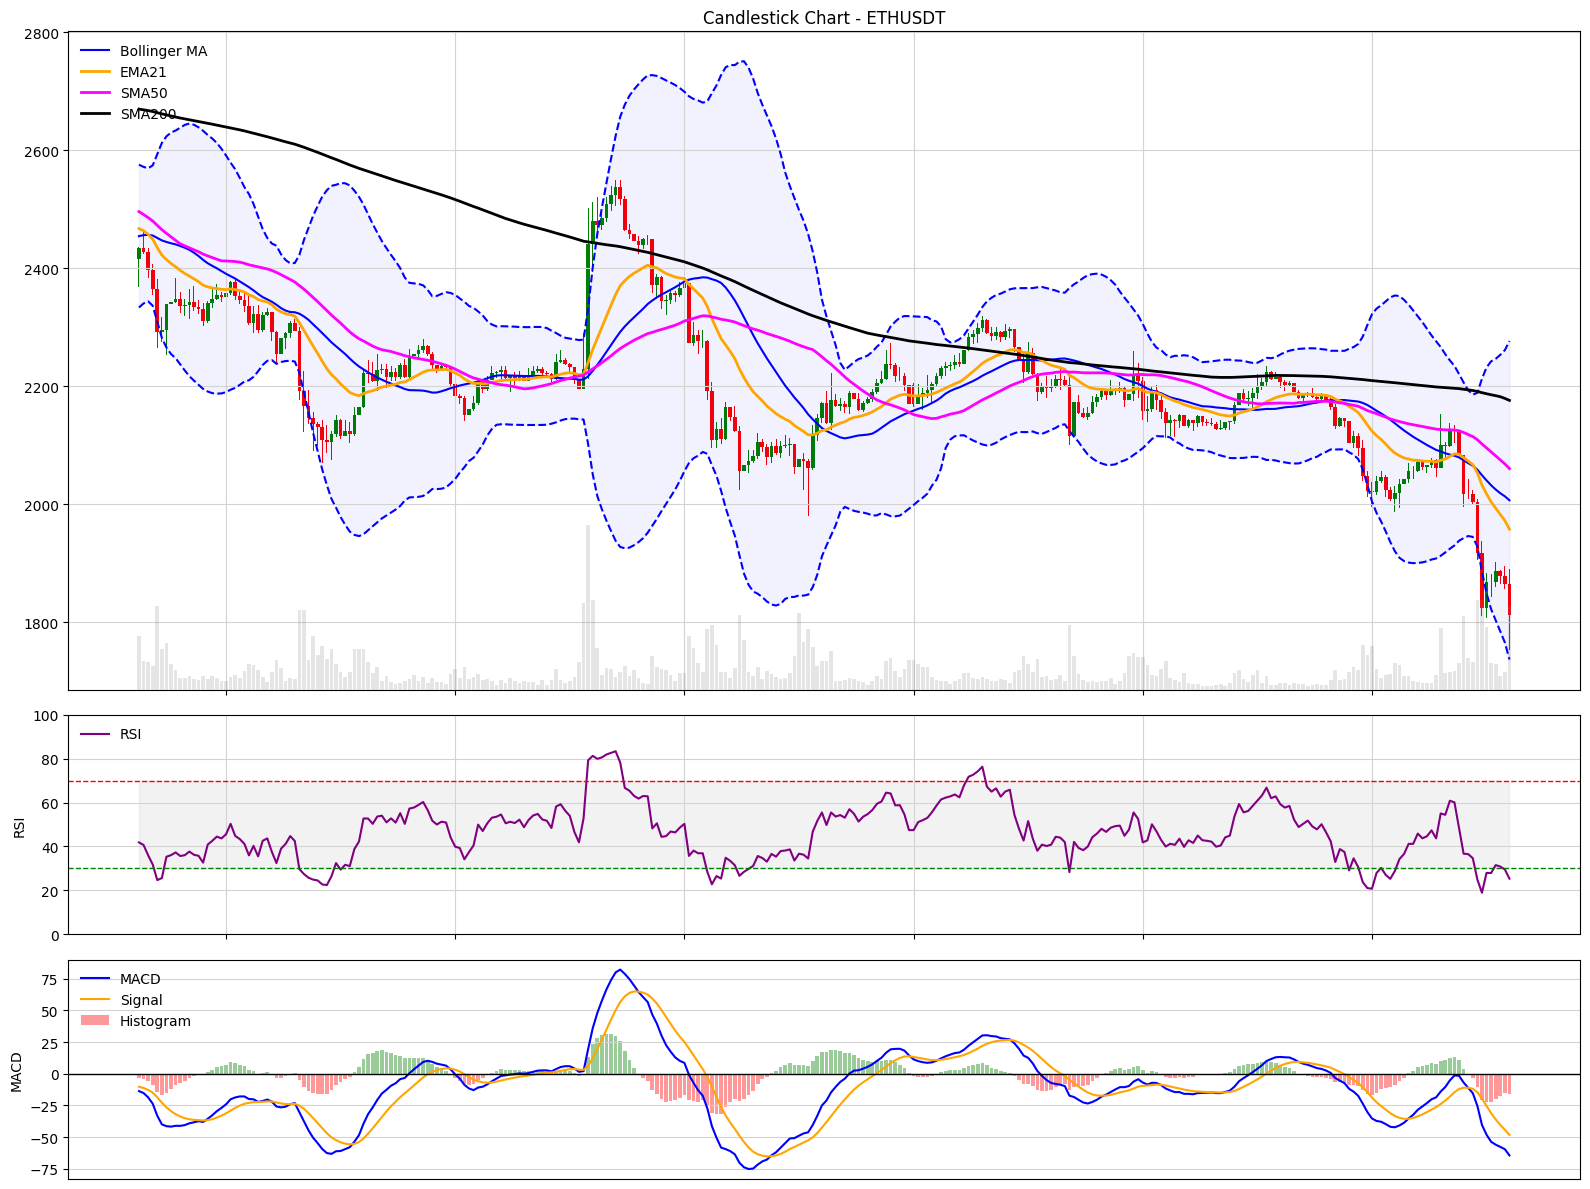 Candlestick Chart - ETHUSDT
2800
2600
2400
2200
2000
1800
Bollinger MA
EMA21
SMA50
SMA200
100
80
60
40
20
0
RSI
RSI
75
50
25
0
−25
−50
−75
MACD
MACD
Signal
Histogram